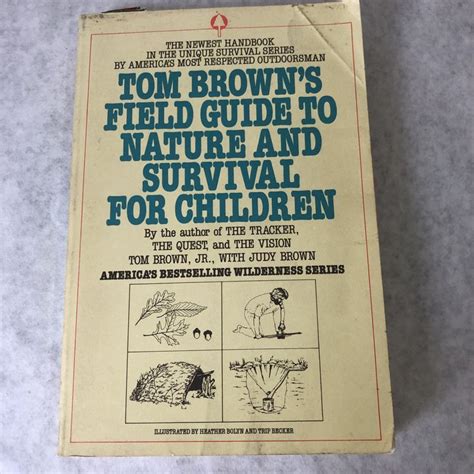 THE NEWEST HANDBOOK
IN THE UNIQUE SURVIVAL SERIES
BY AMERICA'S MOST RESPECTED OUTDOORSMAN
TOM BROWN'S
FIELD GUIDE TO
NATURE AND
SURVIVAL
FOR CHILDREN
By the author of THE TRACKER,
THE QUEST, and THE VISION
TOM BROWN, JR., WITH JUDY BROWN
AMERICA'S BESTSELLING WILDERNESS SERIES
ILLUSTRATED BY HEATHER BOLYN AND TRIP BECKER